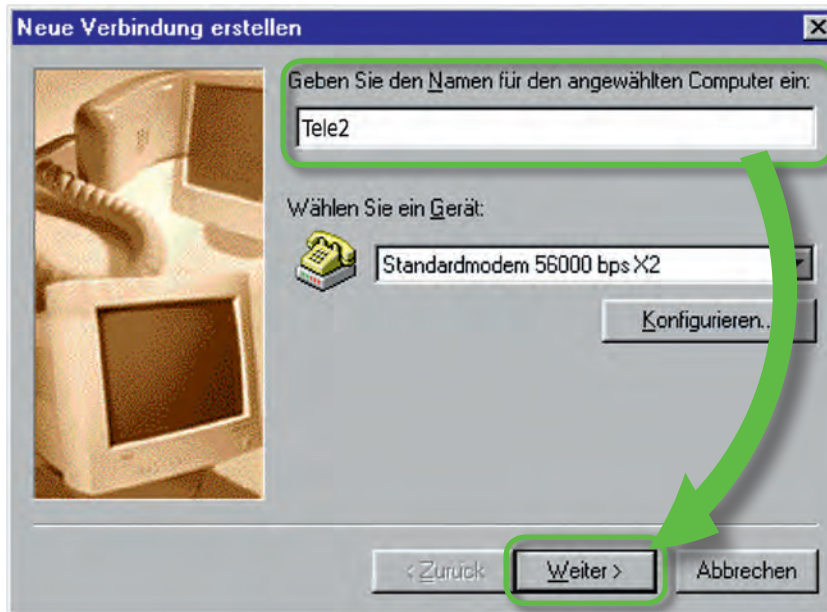 Neue Verbindung erstellen
Geben Sie den Namen für den angewählten Computer ein:
Tele2
Wählen Sie ein Gerät:
Standardmodem 56000 bps X2
Konfigurieren..
< Zurück
Weiter >
Abbrechen